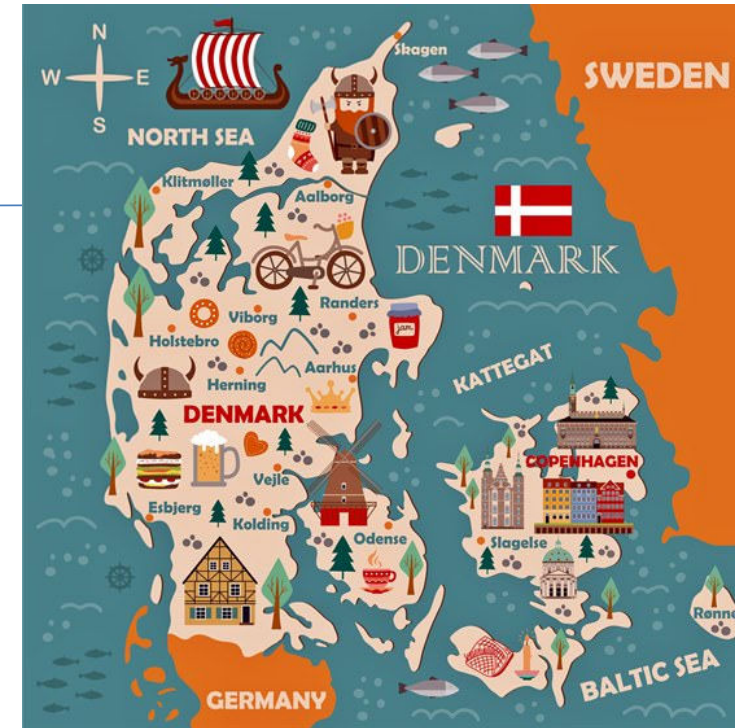 N
W E
S
Skagen
SWEDEN
NORTH SEA
Klitmøller
Aalborg
DENMARK
Viborg
Randers
jam
Holstebro
Aarhus
KATTEGAT
Herning
DENMARK
COPENHAGEN
Vejle
Esbjerg
Kolding
Odense
Slagelse
Rønne
BALTIC SEA
GERMANY